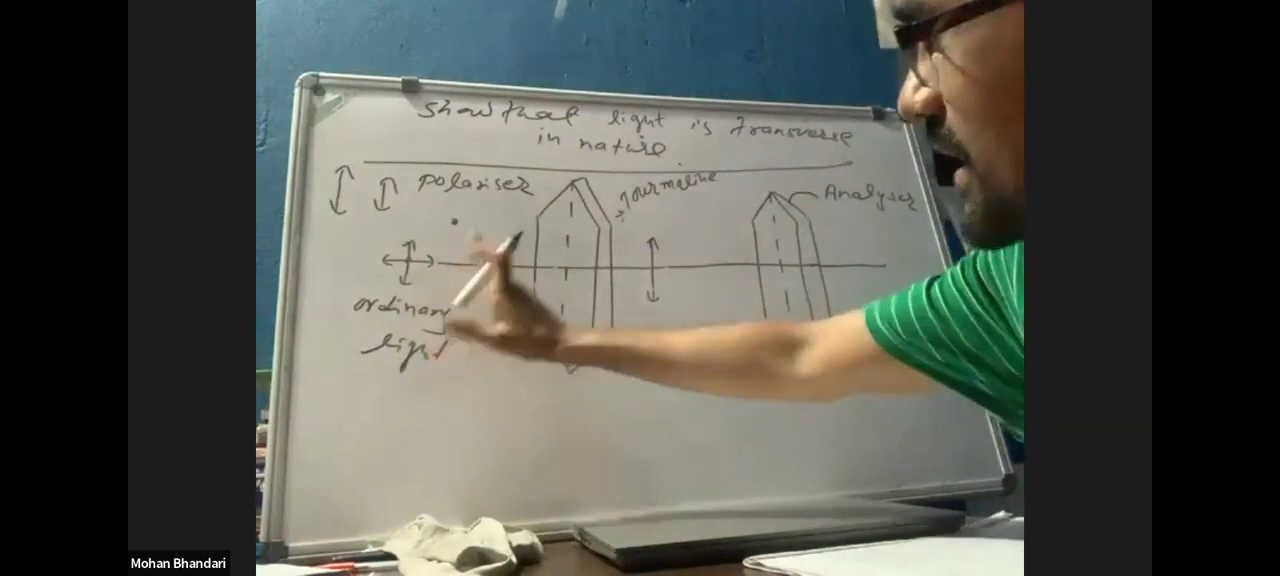 show that light is transverse
in nature
polariser
Tourmaline
Analyser
ordinary
light
Mohan Bhandari